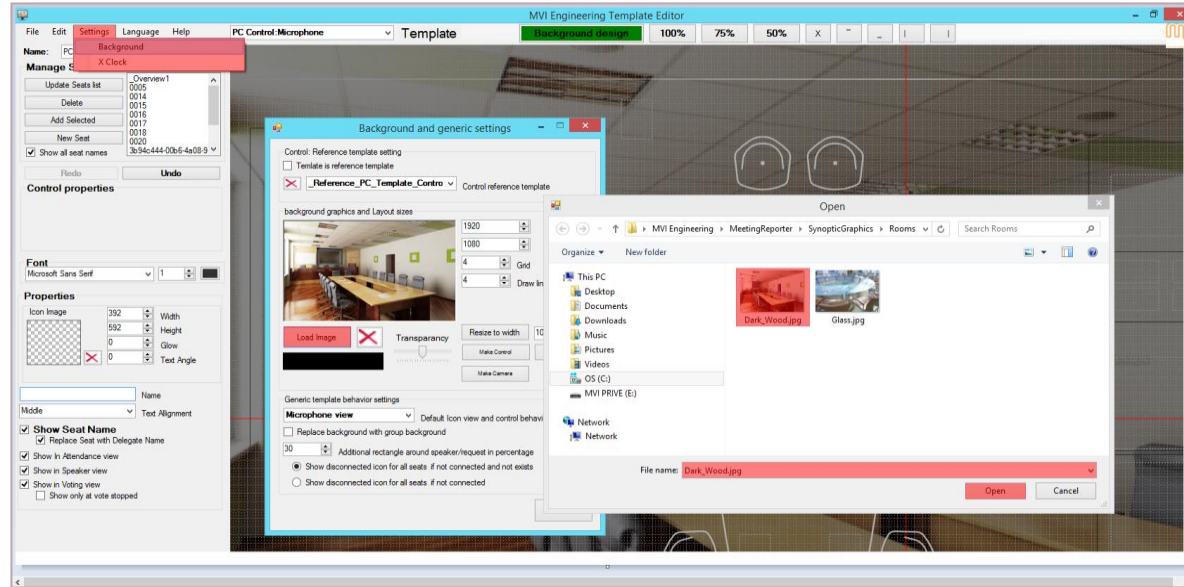 MVI Engineering Template Editor
File Edit Settings Language Help
PC Control:Microphone
Template
Background design
100% 75% 50% X
Background
X Clock
Name: PC
Manage S
Update Seats list
Delete
Add Selected
New Seat
Show all seat names
_Overview1
0005
0014
0015
0016
0017
0018
0020
3b94c444-00b6-4a08-9
Redo Undo
Control properties
Font
Microsoft Sans Serif 1
Properties
Icon Image
392 Width
592 Height
0 Glow
0 Text Angle
Name
Middle Text Allignment
Show Seat Name
Replace Seat with Delegate Name
Show In Attendance view
Show in Speaker view
Show in Voting view
Show only at vote stopped
Background and generic settings
Control: Reference template setting
Temlate is reference template
_Reference_PC_Template_Contro Control reference template
background graphics and Layout sizes
1920
1080
4 Grid
4 Draw lin
Load Image
Transparancy
Resize to width 10
Make Control
Make Camera
Generic template behavior settings
Microphone view Default Icon view and control behavi
Replace background with group background
30 Additional rectangle around speaker/request in percentage
Show disconnected icon for all seats if not connected and not exists
Show disconnected icon for all seats if not connected
Open
MVI Engineering MeetingReporter SynopticGraphics Rooms
Search Rooms
Organize New folder
This PC
Desktop
Documents
Downloads
Music
Pictures
Videos
OS (C:)
MVI PRIVE (E:)
Network
Network
Dark_Wood.jpg
Glass.jpg
File name: Dark_Wood.jpg
Open Cancel